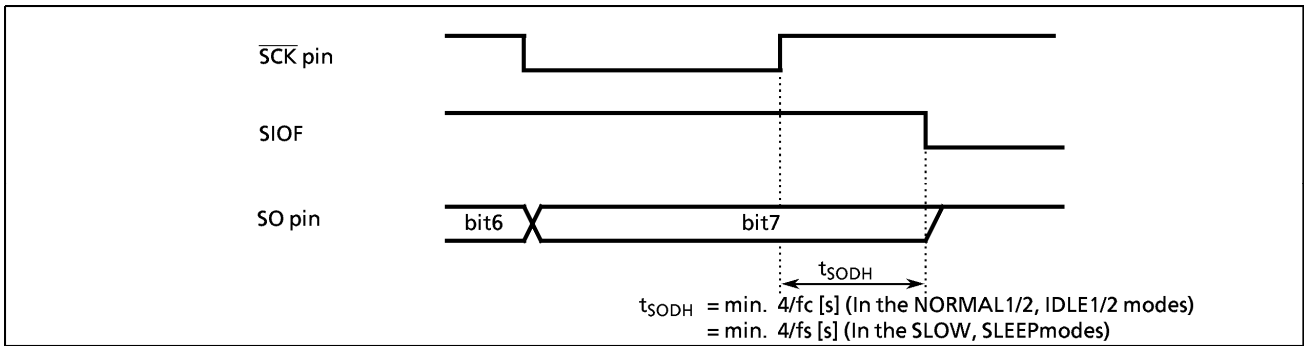 SCK pin
SIOF
SO pin
bit6
bit7
tSODH
tSODH = min. 4/fc [s] (In the NORMAL1/2, IDLE1/2 modes)
= min. 4/fs [s] (In the SLOW, SLEEPmodes)